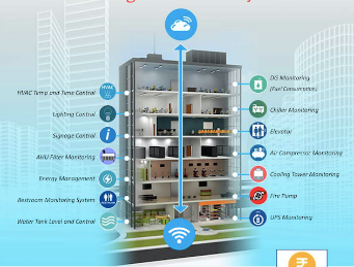 HVAC Temp and Time Control
Lighting Control
Signage Control
AHU Filter Monitoring
Energy Management
Restroom Monitoring System
Water Tank Level and Control
DG Monitoring
(Fuel Consumption)
Chiller Monitoring
Elevator
Air Compressor Monitoring
Cooling Tower Monitoring
Fire Pump
UPS Monitoring
₹